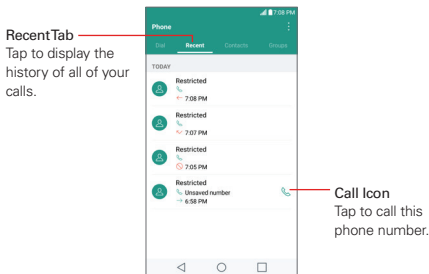 7:08 PM
Phone
Dial Recent Contacts Groups
TODAY
Restricted
7:08 PM
Restricted
7:07 PM
Restricted
7:05 PM
Restricted
Unsaved number
6:58 PM
Recent Tab
Tap to display the
history of all of your
calls.
Call Icon
Tap to call this
phone number.